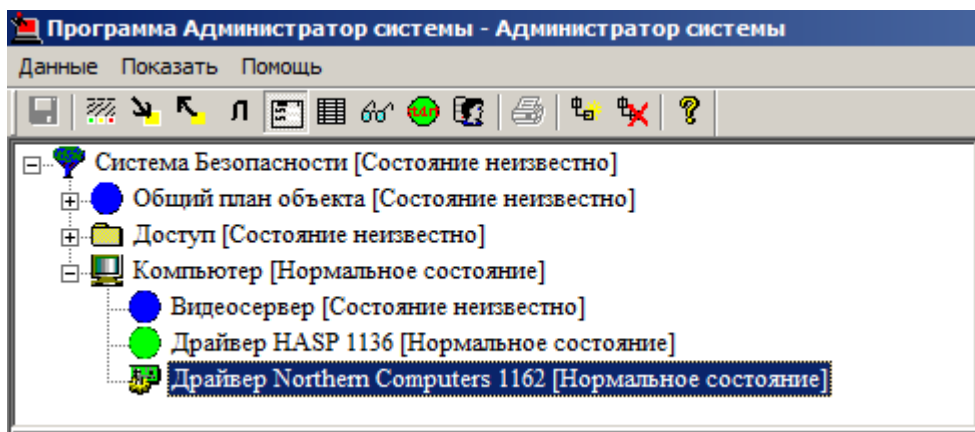 Программа Администратор системы - Администратор системы
Данные Показать Помощь
Л tdn
Система Безопасности [Состояние неизвестно]
Общий план объекта [Состояние неизвестно]
Доступ [Состояние неизвестно]
Компьютер [Нормальное состояние]
Видеосервер [Состояние неизвестно]
Драйвер HASP 1136 [Нормальное состояние]
Драйвер Northern Computers 1162 [Нормальное состояние]